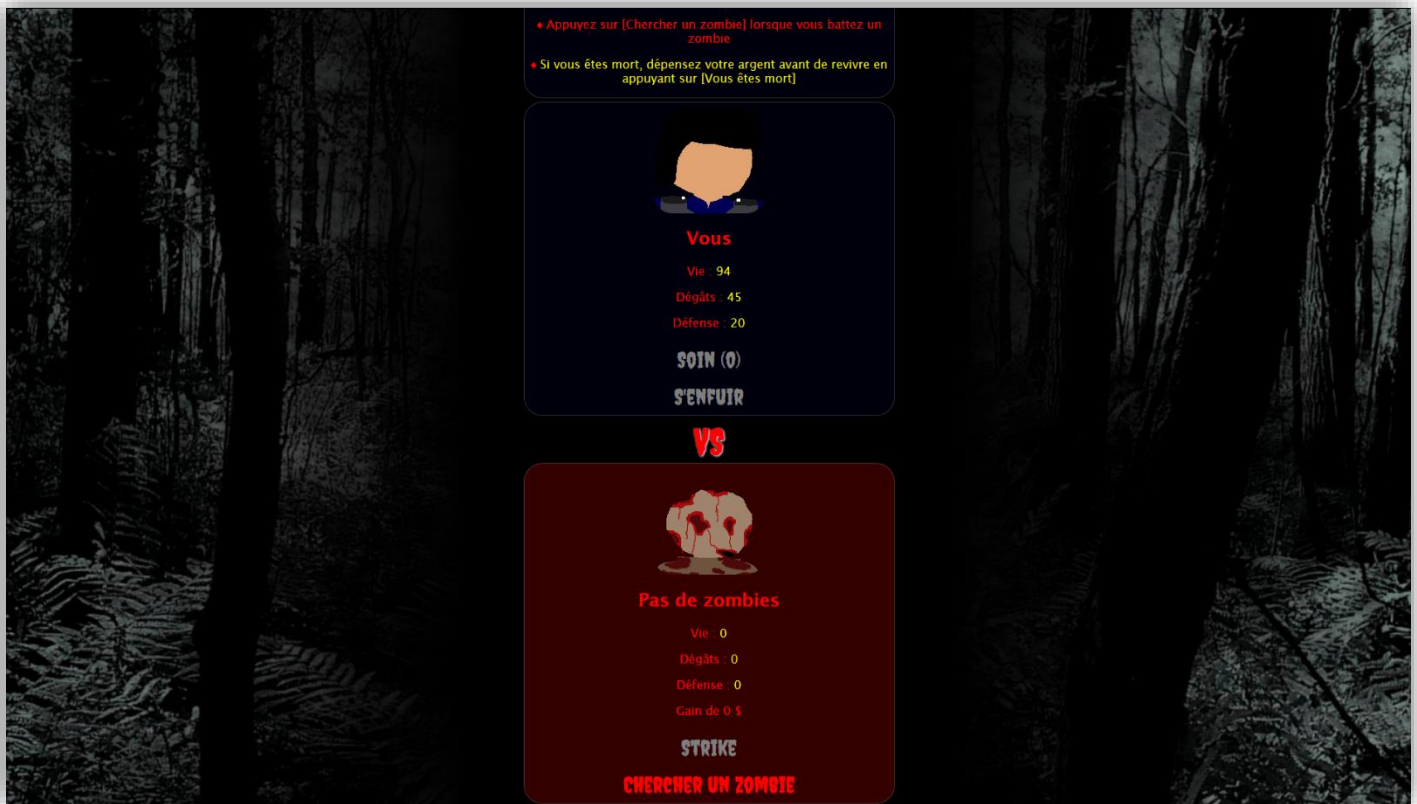 ♦ Appuyez sur [Chercher un zombie] lorsque vous battez un
zombie
♦ Si vous êtes mort, dépensez votre argent avant de revivre en
appuyant sur [Vous êtes mort]
Vous
Vie : 94
Dégâts : 45
Défense : 20
SOIN (0)
S'ENFUIR
VS
Pas de zombies
Vie : 0
Dégâts : 0
Défense : 0
Gain de 0 $
STRIKE
CHERCHER UN ZOMBIE